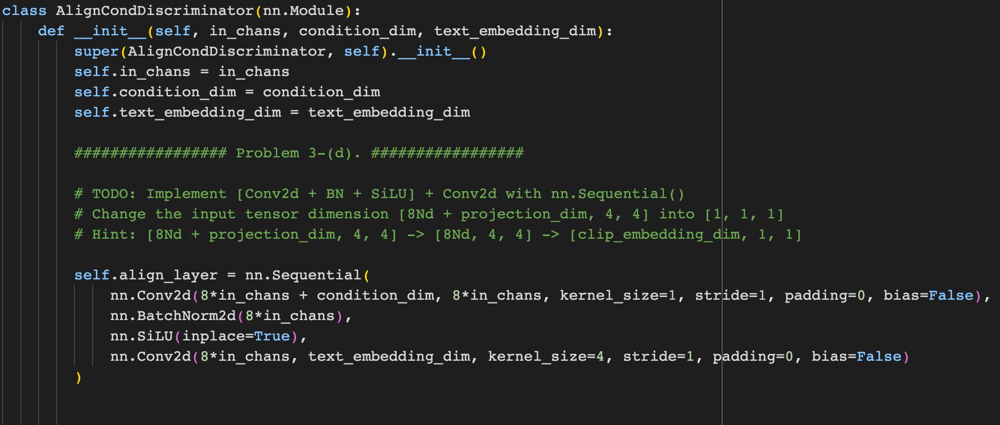 class AlignCondDiscriminator(nn.Module):
    def __init__(self, in_chans, condition_dim, text_embedding_dim):
        super(AlignCondDiscriminator, self).__init__()
        self.in_chans = in_chans
        self.condition_dim = condition_dim
        self.text_embedding_dim = text_embedding_dim

        ################# Problem 3-(d). #################

        # TODO: Implement [Conv2d + BN + SiLU] + Conv2d with nn.Sequential()
        # Change the input tensor dimension [8Nd + projection_dim, 4, 4] into [1, 1, 1]
        # Hint: [8Nd + projection_dim, 4, 4] -> [8Nd, 4, 4] -> [clip_embedding_dim, 1, 1]

        self.align_layer = nn.Sequential(
            nn.Conv2d(8*in_chans + condition_dim, 8*in_chans, kernel_size=1, stride=1, padding=0, bias=False),
            nn.BatchNorm2d(8*in_chans),
            nn.SiLU(inplace=True),
            nn.Conv2d(8*in_chans, text_embedding_dim, kernel_size=4, stride=1, padding=0, bias=False)
        )